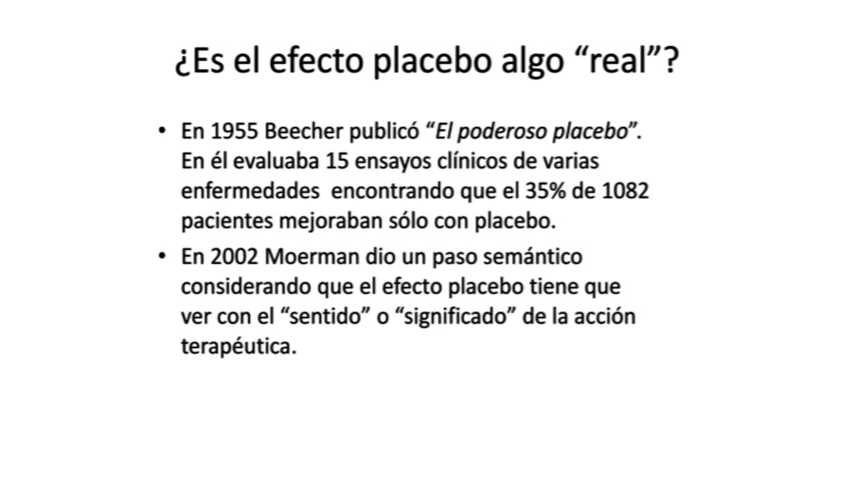 ¿Es el efecto placebo algo “real”?
• En 1955 Beecher publicó “El poderoso placebo”.
En él evaluaba 15 ensayos clínicos de varias
enfermedades encontrando que el 35% de 1082
pacientes mejoraban sólo con placebo.
• En 2002 Moerman dio un paso semántico
considerando que el efecto placebo tiene que
ver con el “sentido” o “significado” de la acción
terapéutica.